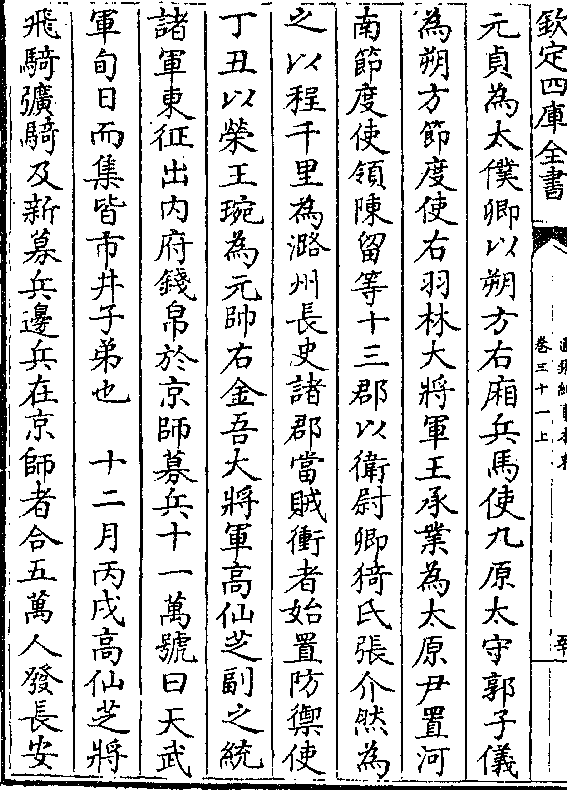 欽定四庫全書
卷三十一上
元貞為太僕卿以朔方右廂兵馬使九原太守郭子儀
為朔方節度使右羽林大將軍王承業為太原尹置河
南節度使領陳留等十三郡以衛尉卿猗氏張介然為
之以程千里為潞州長史諸郡當賊衝者始置防禦使
丁丑以榮王琬為元帥右金吾大將軍高仙芝副之統
諸軍東征出內府錢帛於京師募兵十一萬號曰天武
軍旬日而集皆市井子弟也　十二月丙戌高仙芝將
飛騎彍騎及新募兵邊兵在京師者合五萬人發長安